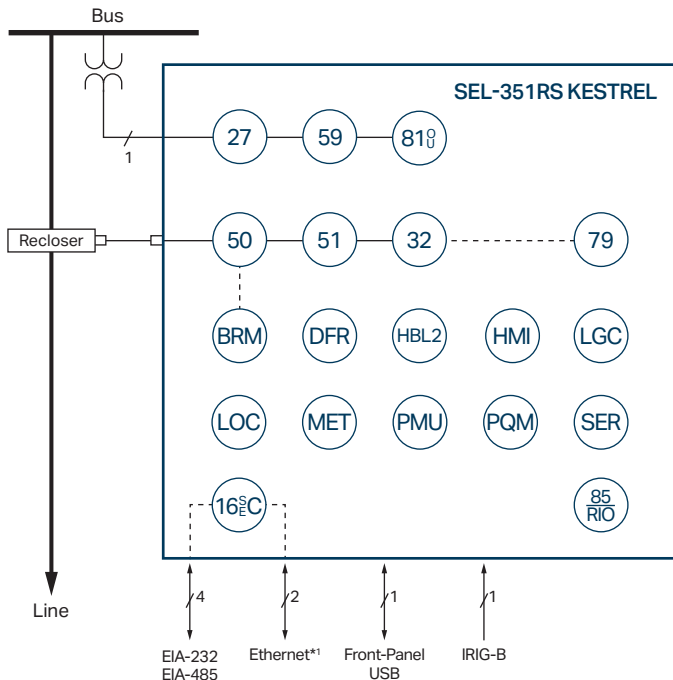 Bus
SEL-351RS KESTREL
27 59 81 O U
1
Recloser 50 51 32 79
BRM DFR HBL2 HMI LGC
LOC MET PMU PQM SER
16 S E C 85 RIO
4 2 1 1
Line
EIA-232 Ethernet*1 Front-Panel IRIG-B
EIA-485 USB